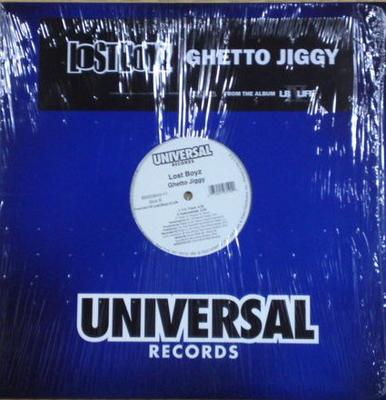 LOST BOYZ GHETTO JIGGY
FROM THE ALBUM LB IV LIFE
UNIVERSAL
RECORDS
Lost Boyz
Ghetto Jiggy
UNIVERSAL
RECORDS